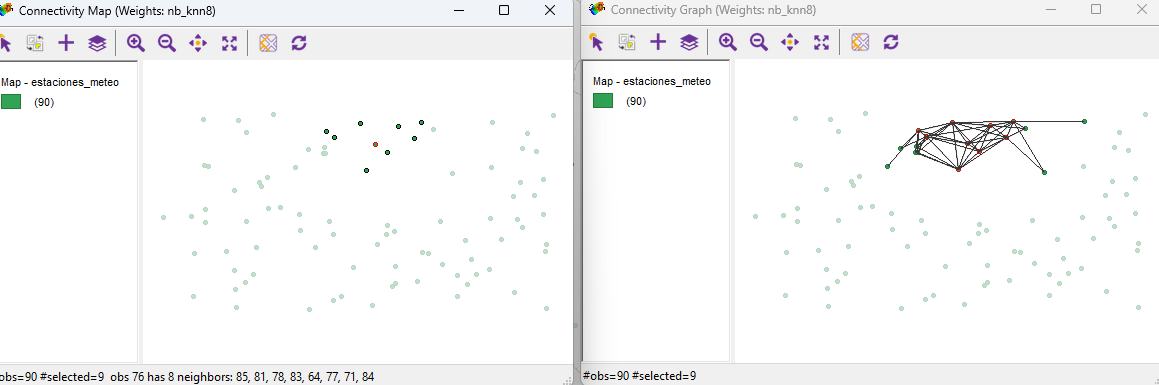 Connectivity Map (Weights: nb_knn8)
Map - estaciones_meteo
(90)
obs=90 #selected=9 obs 76 has 8 neighbors: 85, 81, 78, 83, 64, 77, 71, 84
Connectivity Graph (Weights: nb_knn8)
Map - estaciones_meteo
(90)
#obs=90 #selected=9